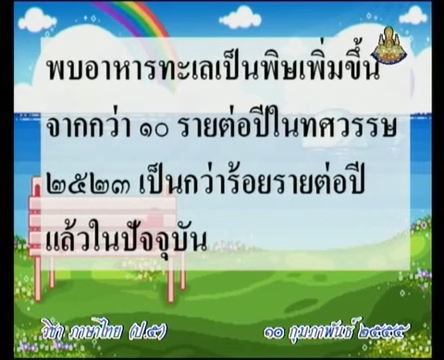 พบอาหารทะเลเป็นพิษเพิ่มขึ้น
จากกว่า ๑๐ รายต่อปีในทศวรรษ
๒๕๒๓ เป็นกว่าร้อยรายต่อปี
แล้วในปัจจุบัน
วิชา ภาษาไทย (ป.๕)
๑๐ กุมภาพันธ์ ๒๕๕๕